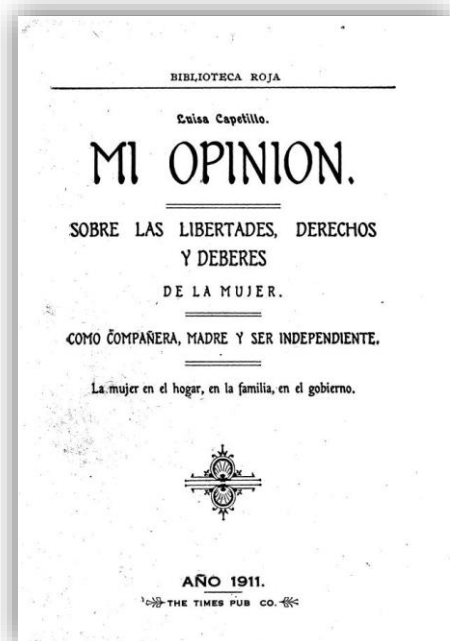 BIBLIOTECA ROJA
Luisa Capetillo.
MI OPINION.
SOBRE LAS LIBERTADES, DERECHOS
Y DEBERES
DE LA MUJER.
COMO COMPAÑERA, MADRE Y SER INDEPENDIENTE.
La mujer en el hogar, en la familia, en el gobierno.
AÑO 1911.
THE TIMES PUB CO.